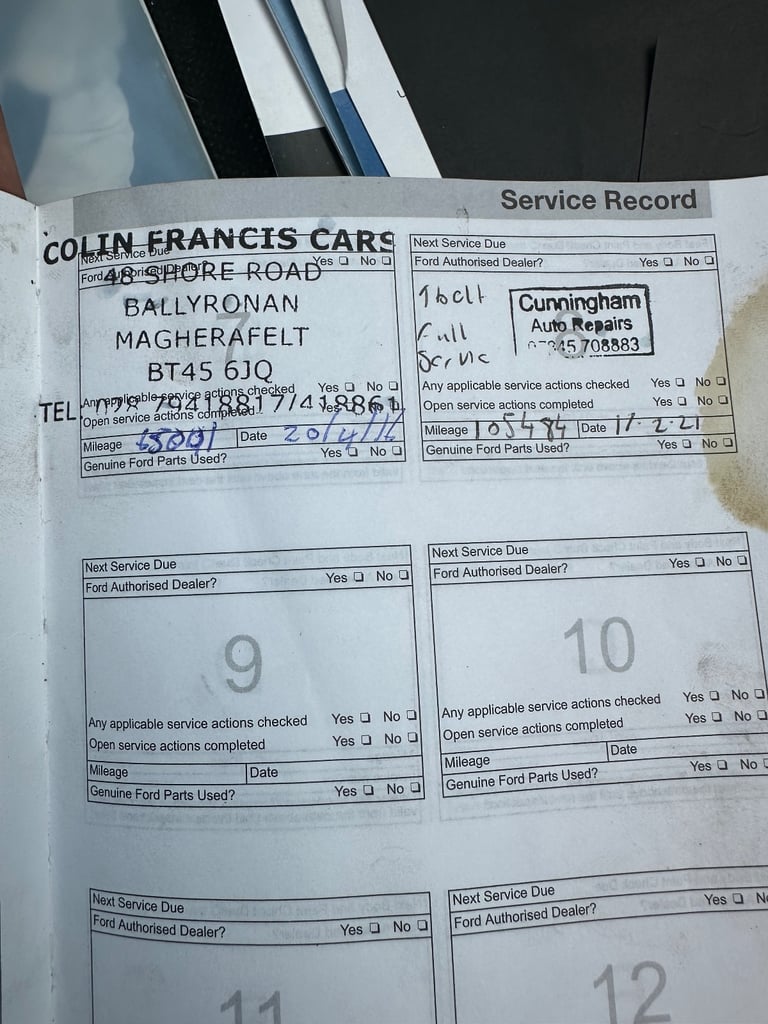 Service Record
COLIN FRANCIS CARS
Next Service Due
Ford Authorised Dealer? Yes No
48 SHORE ROAD
BALLYRONAN
MAGHERAFELT
7
BT45 6JQ
Any applicable service actions checked Yes No
TEL: 028 79418817/418861
Open service actions completed Yes No
Mileage 65091 Date 20/4/16
Genuine Ford Parts Used? Yes No
Next Service Due
Ford Authorised Dealer? Yes No
Full
8
Cunningham
Auto Repairs
708883
Any applicable service actions checked Yes No
Open service actions completed Yes No
Mileage 105484 Date 17.2.21
Genuine Ford Parts Used? Yes No
Next Service Due
Ford Authorised Dealer? Yes No
9
Any applicable service actions checked Yes No
Open service actions completed Yes No
Mileage Date
Genuine Ford Parts Used? Yes No
Next Service Due
Ford Authorised Dealer? Yes No
10
Any applicable service actions checked Yes No
Open service actions completed Yes No
Mileage Date
Genuine Ford Parts Used? Yes No
Next Service Due
Ford Authorised Dealer? Yes No
11
Next Service Due
Ford Authorised Dealer? Yes
12